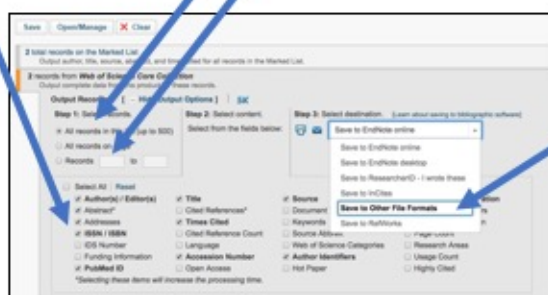 Save Open/Manage X Clear
2 total records on the Marked List
Output author, title, source, abstract, and times cited for all records in the Marked List.
2 records from Web of Science Core Collection
Output complete data from this product for these records.
Output Records [ - Hide Output Options ]
Step 1: Select records. Step 2: Select content. Step 3: Select destination. [Learn about saving to bibliographic software]
All records in this list (up to 500) Select from the fields below: Save to EndNote online
All records on
Records to
Save to EndNote online
Save to EndNote desktop
Save to ResearcherID - I wrote these
Save to InCites
Save to Other File Formats
Save to RefWorks
Select All | Reset
Author(s) / Editor(s) Title Source
Abstract* Cited References* Document
Addresses Times Cited Keywords
ISSN / ISBN Cited Reference Count Source Abbrev. Page Count
IDS Number Language Web of Science Categories Research Areas
Funding Information Accession Number Author Identifiers Usage Count
PubMed ID Open Access Hot Paper Highly Cited
*Selecting these items will increase the processing time.